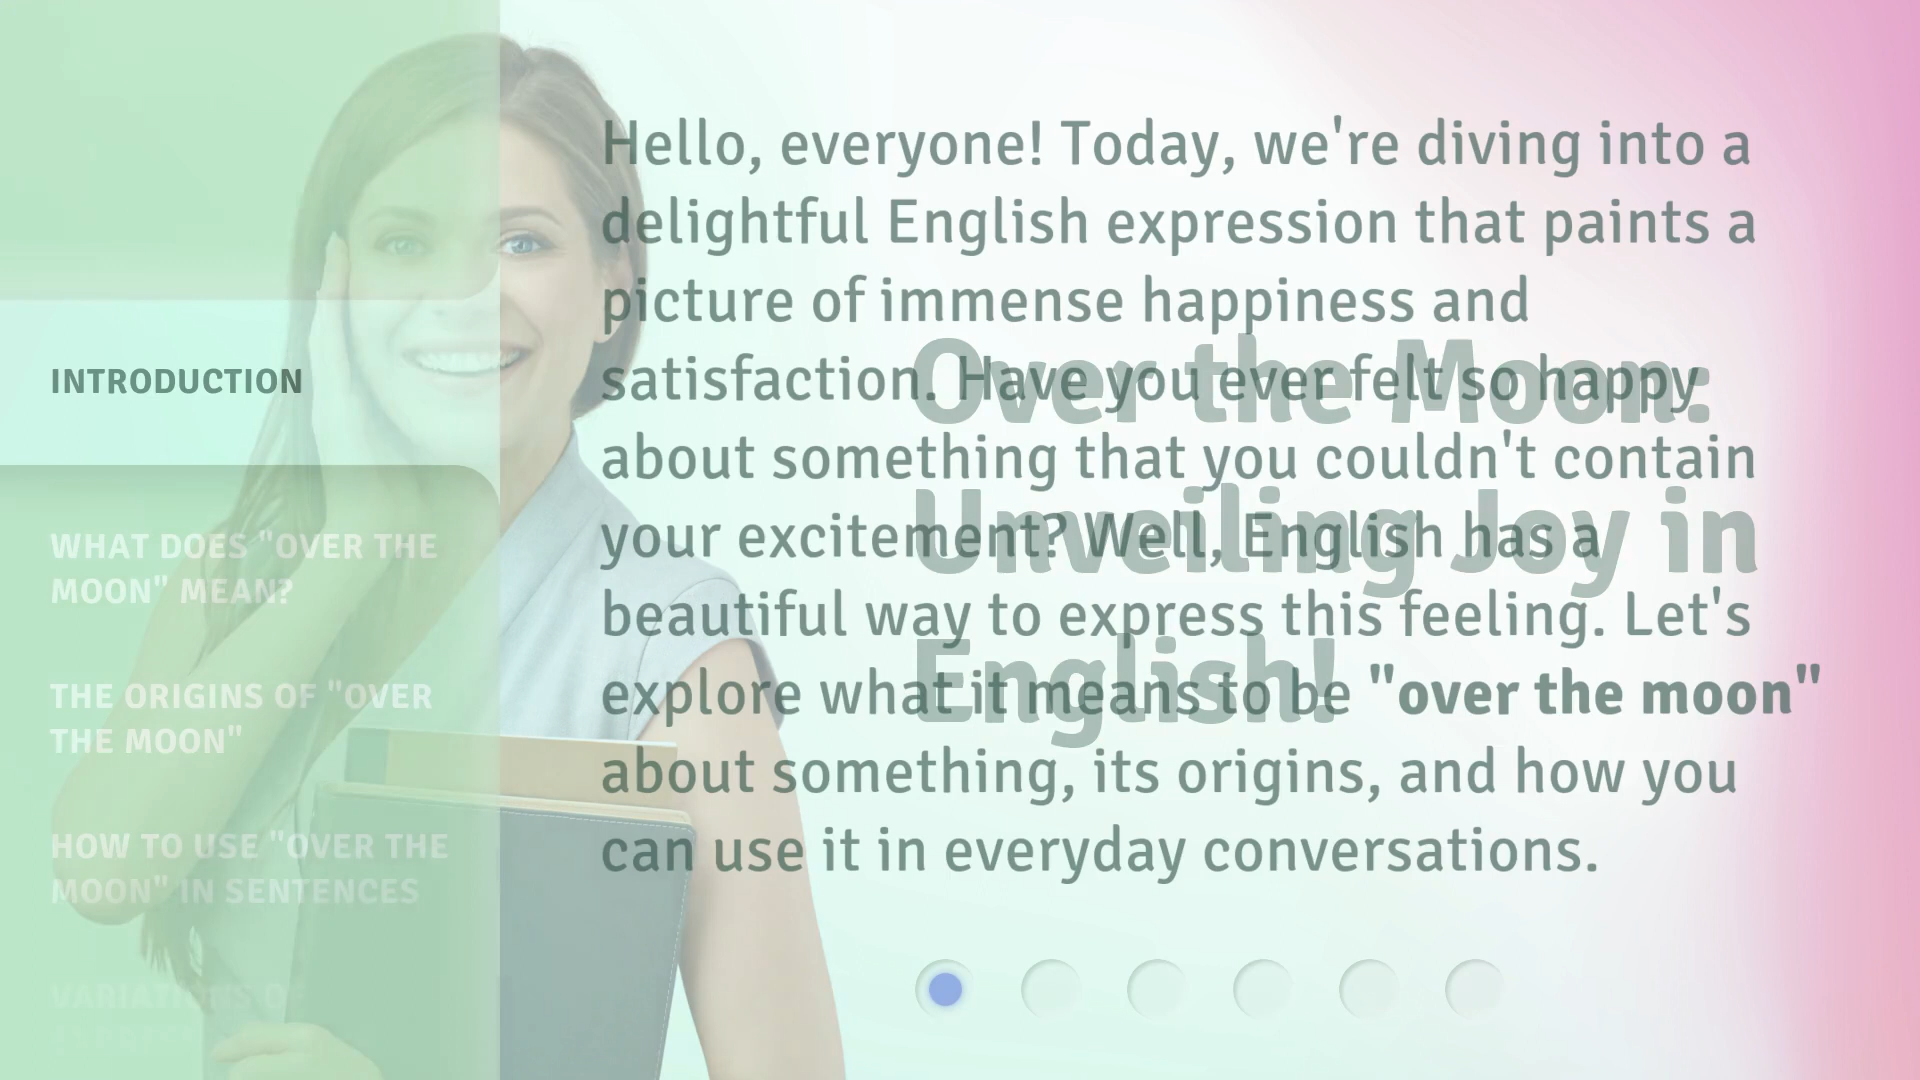 INTRODUCTION
WHAT DOES "OVER THE
MOON" MEAN?
THE ORIGINS OF "OVER
THE MOON"
HOW TO USE "OVER THE
MOON" IN SENTENCES
VARIATIONS OF
Hello, everyone! Today, we're diving into a
delightful English expression that paints a
picture of immense happiness and
satisfaction. Have you ever felt so happy
about something that you couldn't contain
your excitement? Well, English has a
beautiful way to express this feeling. Let's
explore what it means to be "over the moon"
about something, its origins, and how you
can use it in everyday conversations.
Over the Moon:
Unveiling Joy in
English!